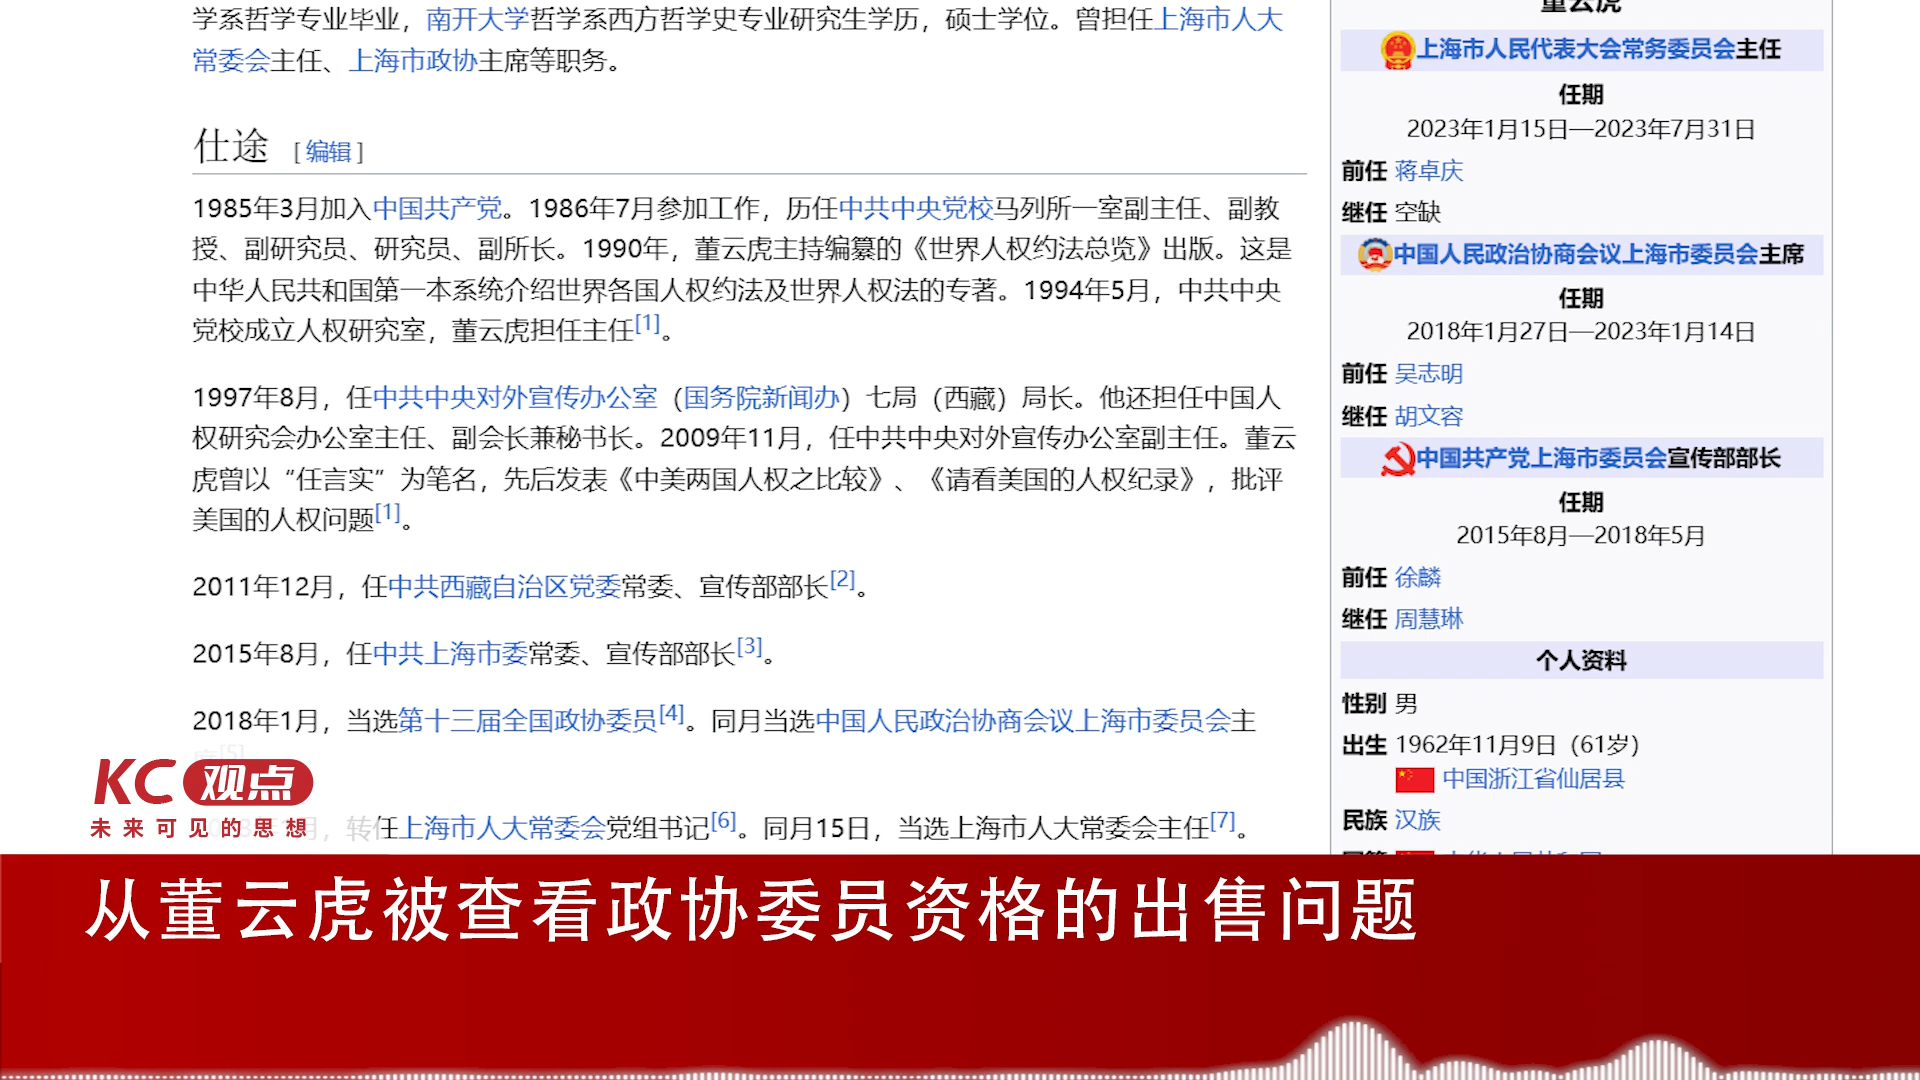 学系哲学专业毕业，南开大学哲学系西方哲学史专业研究生学历，硕士学位。曾担任上海市人大
常委会主任、上海市政协主席等职务。
仕途 [ 编辑 ]
1985年3月加入中国共产党。1986年7月参加工作，历任中共中央党校马列所一室副主任、副教
授、副研究员、研究员、副所长。1990年，董云虎主持编纂的《世界人权约法总览》出版。这是
中华人民共和国第一本系统介绍世界各国人权约法及世界人权法的专著。1994年5月，中共中央
党校成立人权研究室，董云虎担任主任[1]。
1997年8月，任中共中央对外宣传办公室（国务院新闻办）七局（西藏）局长。他还担任中国人
权研究会办公室主任、副会长兼秘书长。2009年11月，任中共中央对外宣传办公室副主任。董云
虎曾以“任言实”为笔名，先后发表《中美两国人权之比较》、《请看美国的人权纪录》，批评
美国的人权问题[1]。
2011年12月，任中共西藏自治区党委常委、宣传部部长[2]。
2015年8月，任中共上海市委常委、宣传部部长[3]。
2018年1月，当选第十三届全国政协委员[4]。同月当选中国人民政治协商会议上海市委员会主
席[5]
月，转任上海市人大常委会党组书记[6]。同月15日，当选上海市人大常委会主任[7]。
董云虎
上海市人民代表大会常务委员会主任
任期
2023年1月15日—2023年7月31日
前任 蒋卓庆
继任 空缺
中国人民政治协商会议上海市委员会主席
任期
2018年1月27日—2023年1月14日
前任 吴志明
继任 胡文容
中国共产党上海市委员会宣传部部长
任期
2015年8月—2018年5月
前任 徐麟
继任 周慧琳
个人资料
性别 男
出生 1962年11月9日（61岁）
中国浙江省仙居县
民族 汉族
KC 观点
未来可见的思想
从董云虎被查看政协委员资格的出售问题